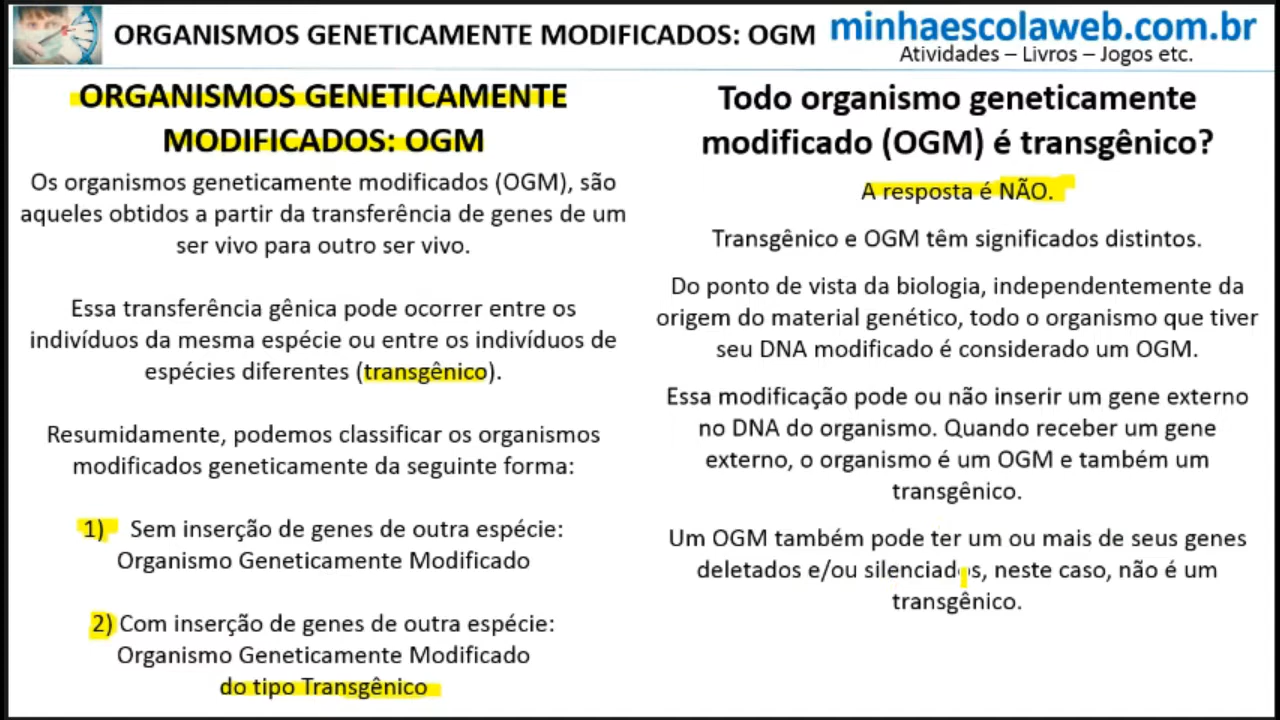 ORGANISMOS GENETICAMENTE MODIFICADOS: OGM
minhaescolaweb.com.br
Atividades – Livros – Jogos etc.
ORGANISMOS GENETICAMENTE
MODIFICADOS: OGM
Os organismos geneticamente modificados (OGM), são
aqueles obtidos a partir da transferência de genes de um
ser vivo para outro ser vivo.
Essa transferência gênica pode ocorrer entre os
indivíduos da mesma espécie ou entre os indivíduos de
espécies diferentes (transgênico).
Resumidamente, podemos classificar os organismos
modificados geneticamente da seguinte forma:
1) Sem inserção de genes de outra espécie:
Organismo Geneticamente Modificado
2) Com inserção de genes de outra espécie:
Organismo Geneticamente Modificado
do tipo Transgênico
Todo organismo geneticamente
modificado (OGM) é transgênico?
A resposta é NÃO.
Transgênico e OGM têm significados distintos.
Do ponto de vista da biologia, independentemente da
origem do material genético, todo o organismo que tiver
seu DNA modificado é considerado um OGM.
Essa modificação pode ou não inserir um gene externo
no DNA do organismo. Quando receber um gene
externo, o organismo é um OGM e também um
transgênico.
Um OGM também pode ter um ou mais de seus genes
deletados e/ou silenciados, neste caso, não é um
transgênico.